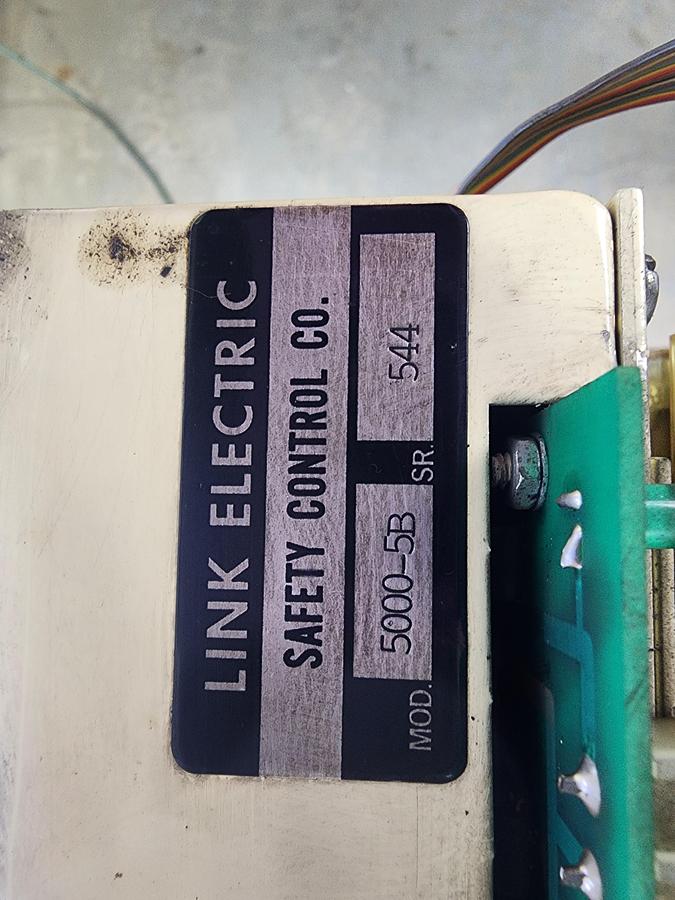 LINK ELECTRIC
SAFETY CONTROL CO.
MOD. 5000-5B SR. 544